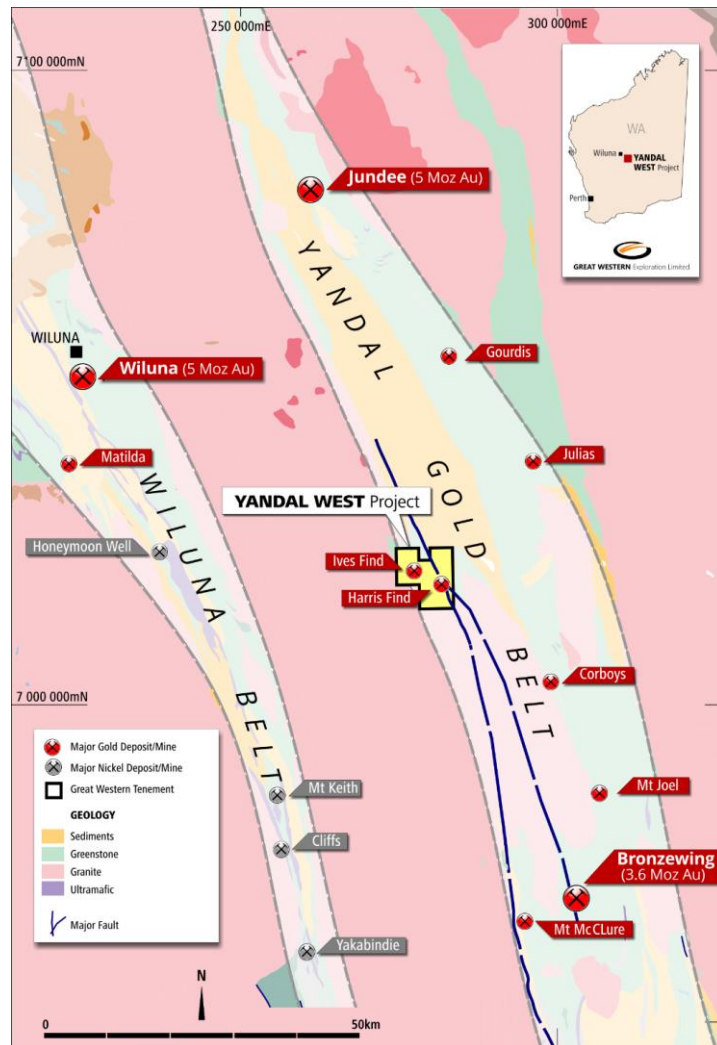 250 000mE
300 000mE
7100 000mN
WA
Wiluna
YANDAL
WEST Project
Perth
GREAT WESTERN Exploration Limited
Jundee (5 Moz Au)
YANDAL
GOLD
BELT
WILUNA
Wiluna (5 Moz Au)
Gourdis
Matilda
Julias
WILUNA
BELT
YANDAL WEST Project
Honeymoon Well
Ives Find
Harris Find
Corboys
7 000 000mN
Major Gold Deposit/Mine
Major Nickel Deposit/Mine
Great Western Tenement
GEOLOGY
Sediments
Greenstone
Granite
Ultramafic
Major Fault
Mt Keith
Mt Joel
Cliffs
Bronzewing
(3.6 Moz Au)
Mt McCLure
Yakabindie
N
0
50km